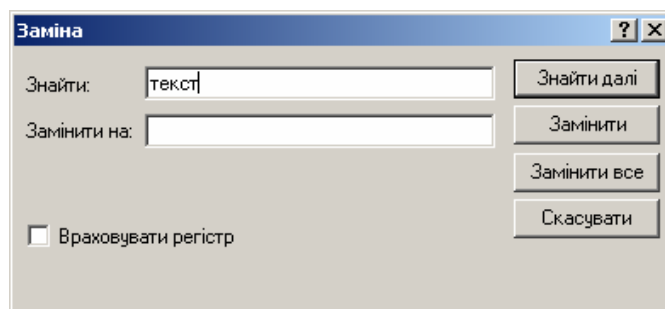 Заміна
Знайти: текст Знайти далі
Замінити на: Замінити
Замінити все
Скасувати
Враховувати регістр